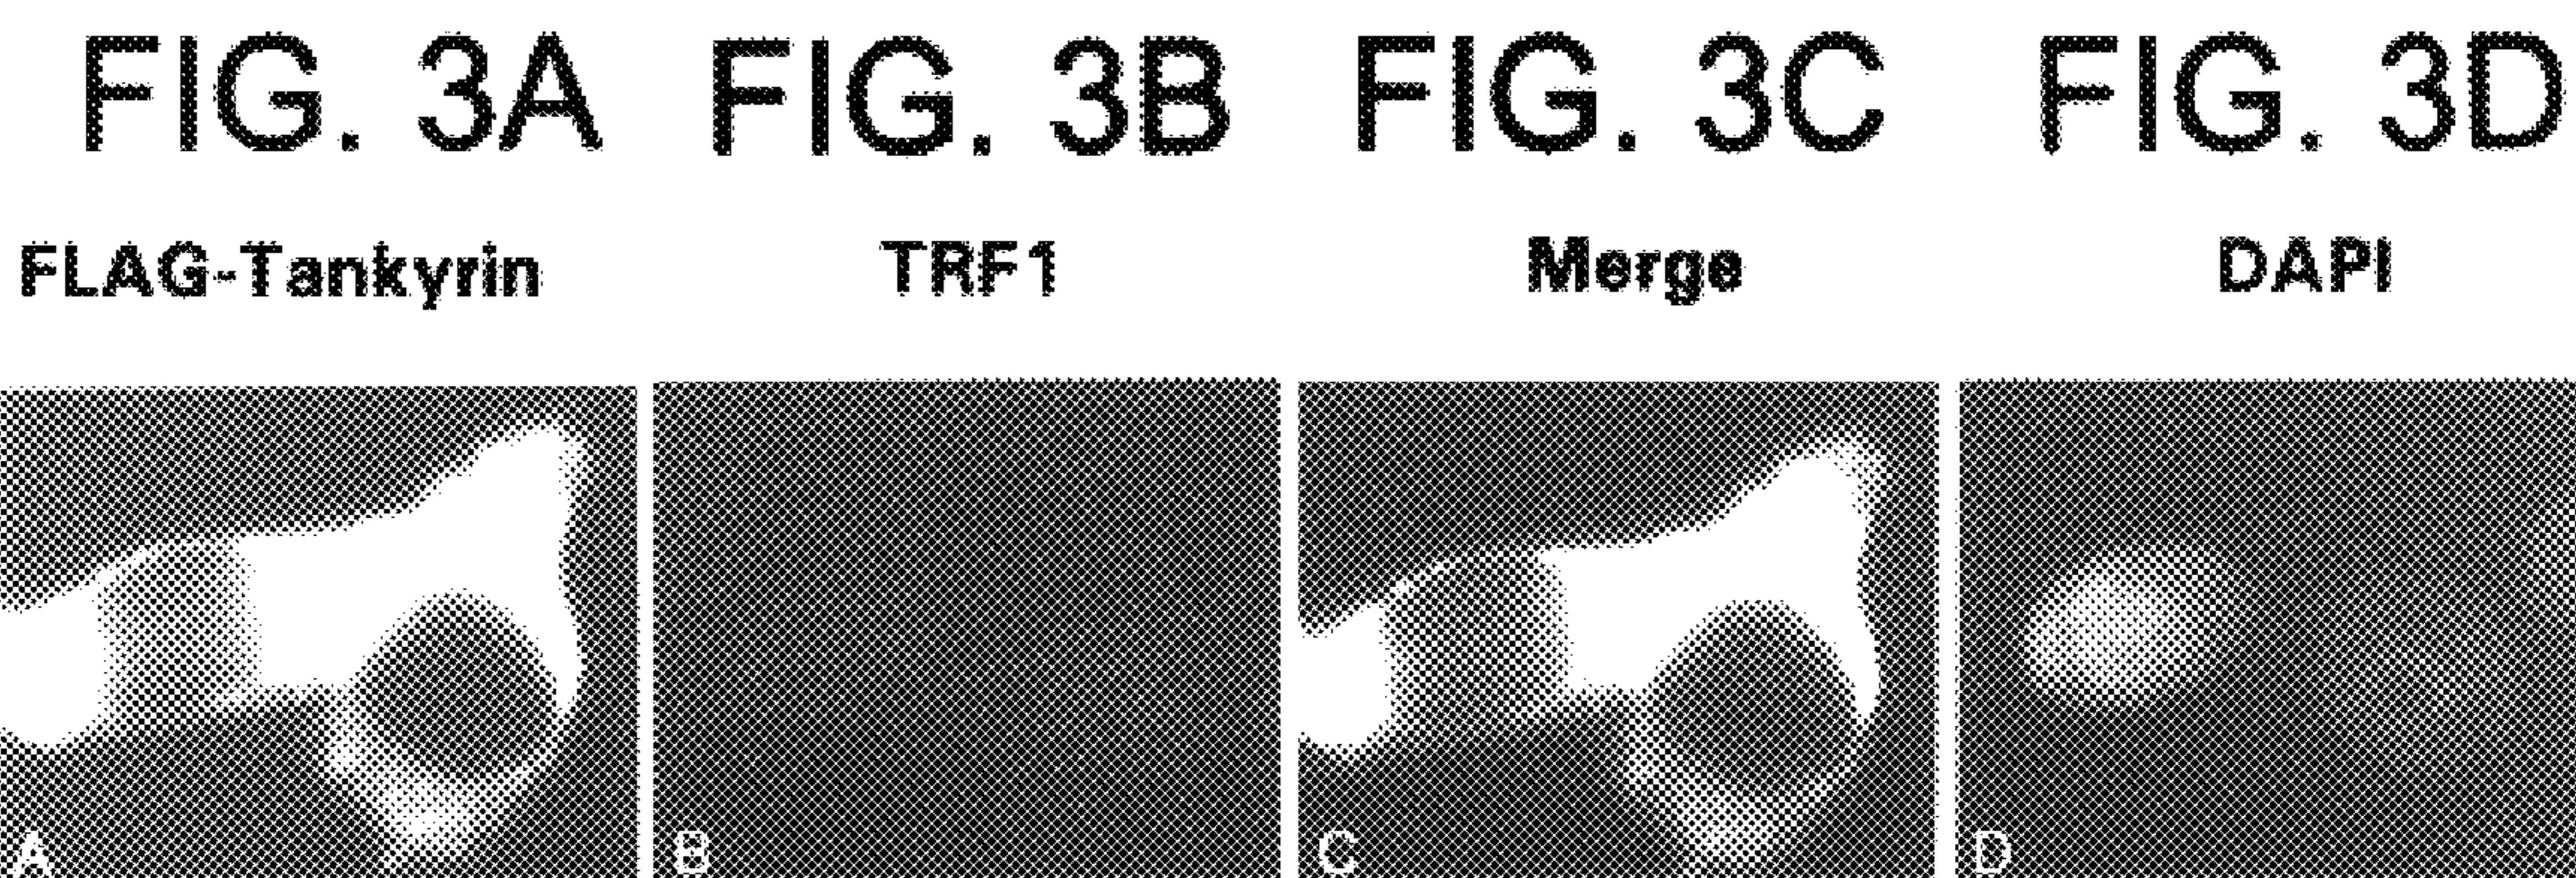 FIG. 3A FIG. 3B FIG. 3C FIG. 3D
FLAG-Tankyrin TRF1 Merge DAPI
A B C D